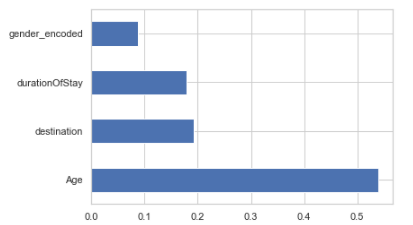 gender_encoded
durationOfStay
destination
Age
0.0 0.1 0.2 0.3 0.4 0.5